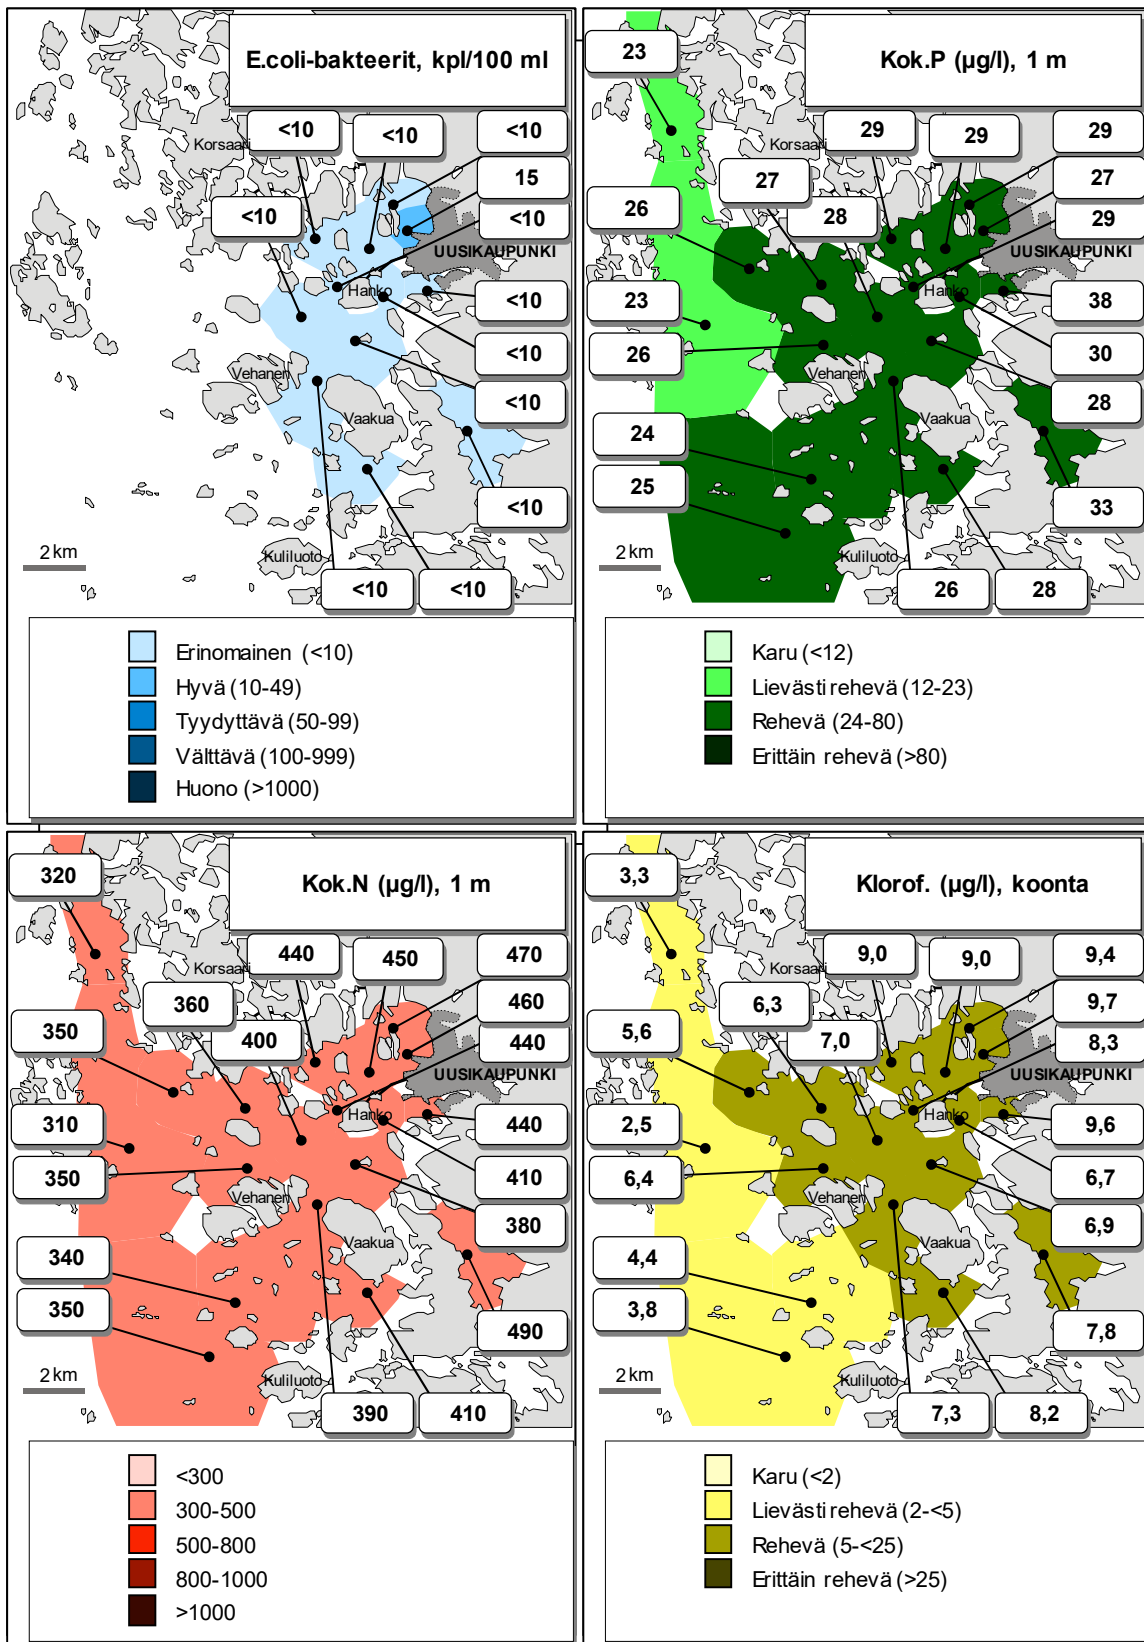 E.coli-bakteerit, kpl/100 ml
<10
<10
<10
Korsaari
15
<10
<10
UUSIKAUPUNKI
Hanko
<10
<10
Vehanen
<10
Vaakua
<10
2 km
Kuliluoto
<10
<10
Erinomainen (<10)
Hyvä (10-49)
Tyydyttävä (50-99)
Välttävä (100-999)
Huono (>1000)
Kok.P (µg/l), 1 m
23
29
29
29
Korsaari
27
27
26
28
29
UUSIKAUPUNKI
Hanko
23
38
26
30
Vehanen
28
Vaakua
24
25
33
2 km
Kuliluoto
26
28
Karu (<12)
Lievästi rehevä (12-23)
Rehevä (24-80)
Erittäin rehevä (>80)
Kok.N (µg/l), 1 m
320
440
450
470
Korsaari
360
460
350
400
440
UUSIKAUPUNKI
Hanko
310
440
350
410
Vehanen
380
Vaakua
340
350
490
2 km
Kuliluoto
390
410
<300
300-500
500-800
800-1000
>1000
Klorof. (µg/l), koonta
3,3
9,0
9,0
9,4
Korsaari
6,3
9,7
5,6
7,0
8,3
UUSIKAUPUNKI
Hanko
2,5
9,6
6,4
6,7
Vehanen
6,9
Vaakua
4,4
3,8
7,8
2 km
Kuliluoto
7,3
8,2
Karu (<2)
Lievästi rehevä (2-<5)
Rehevä (5-<25)
Erittäin rehevä (>25)